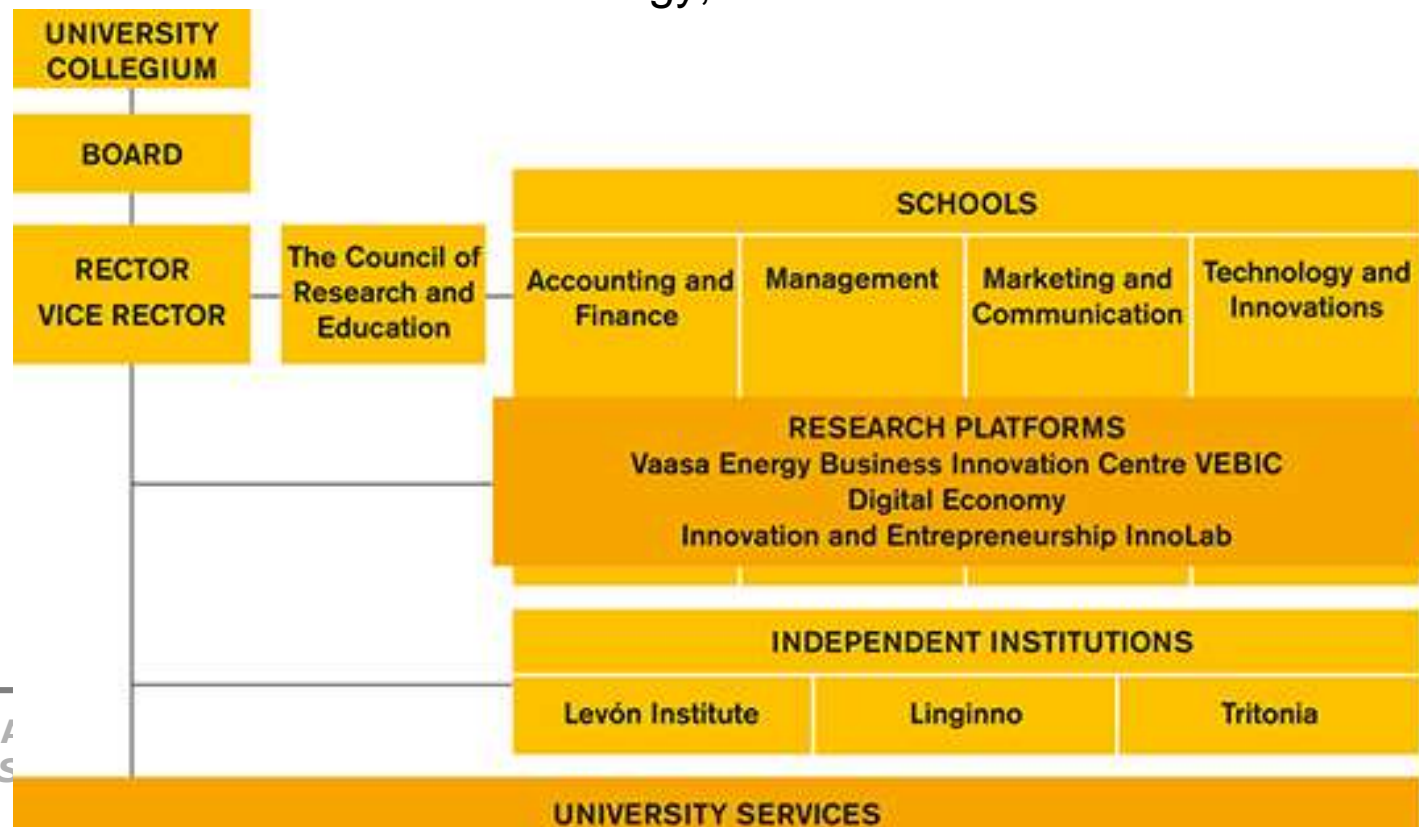 gy,
UNIVERSITY
COLLEGIUM
BOARD
RECTOR
VICE RECTOR
The Council of
Research and
Education
SCHOOLS
Accounting and
Finance
Management
Marketing and
Communication
Technology and
Innovations
RESEARCH PLATFORMS
Vaasa Energy Business Innovation Centre VEBIC
Digital Economy
Innovation and Entrepreneurship InnoLab
INDEPENDENT INSTITUTIONS
Levón Institute
Linginno
Tritonia
UNIVERSITY SERVICES